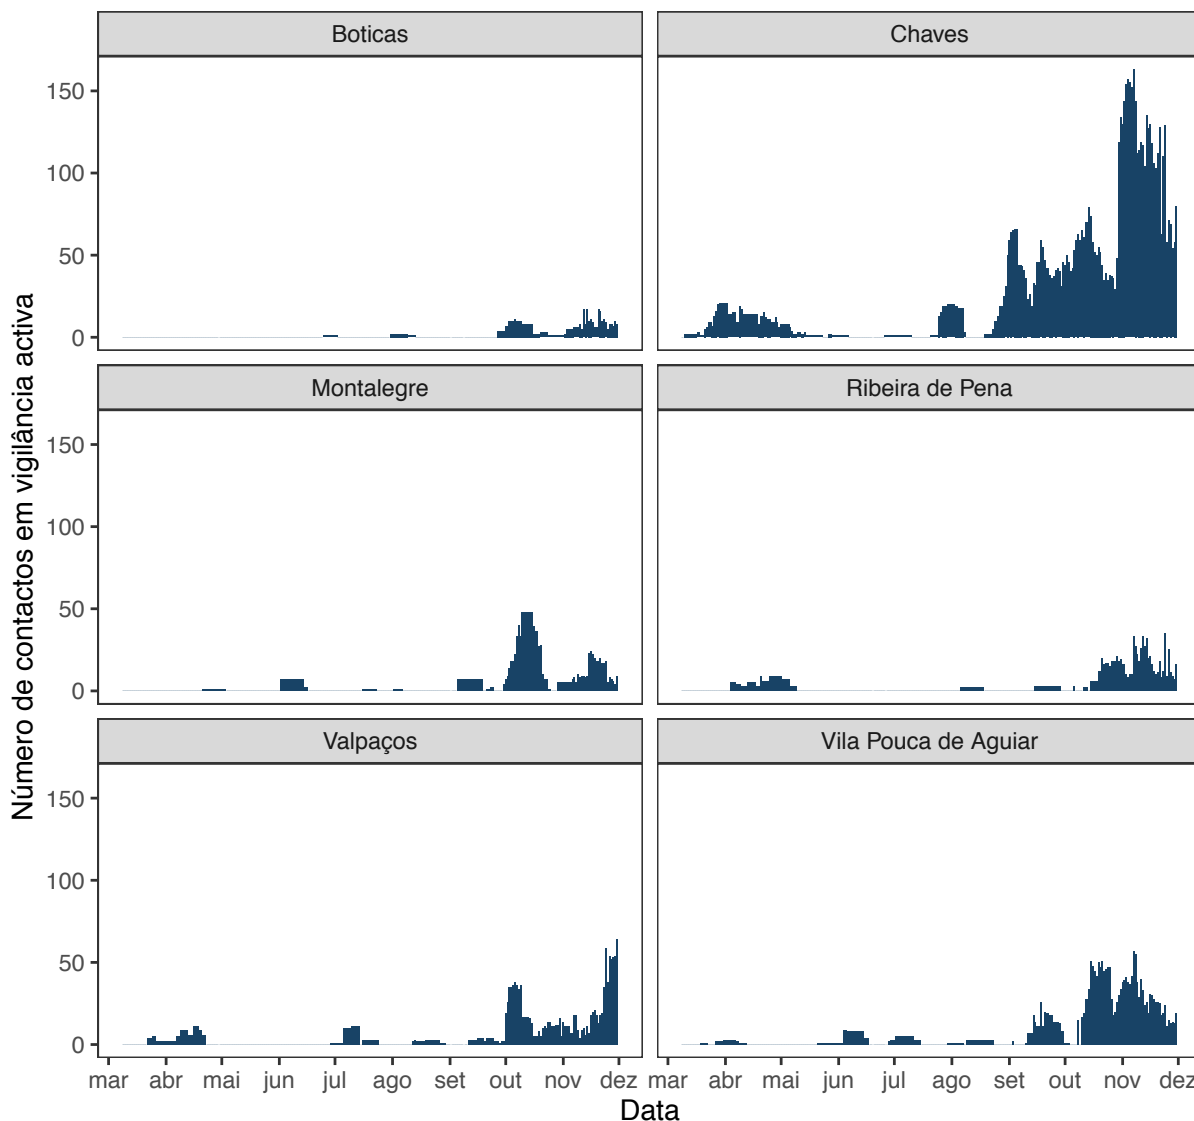 Boticas
Chaves
150
100
50
0
Montalegre
Ribeira de Pena
150
100
50
0
Valpaços
Vila Pouca de Aguiar
150
100
50
0
mar abr mai jun jul ago set out nov dez
mar abr mai jun jul ago set out nov dez
Data
Número de contactos em vigilância activa